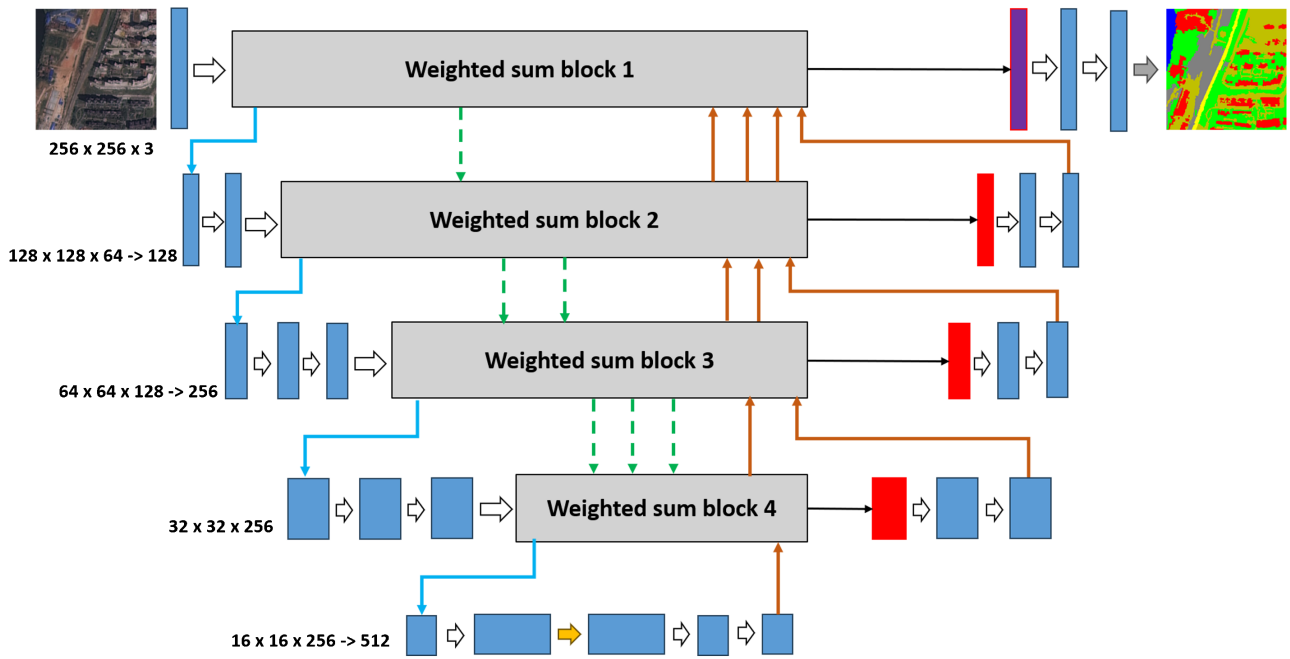 Weighted sum block 1
256 x 256 x 3
Weighted sum block 2
128 x 128 x 64 -> 128
Weighted sum block 3
64 x 64 x 128 -> 256
Weighted sum block 4
32 x 32 x 256
16 x 16 x 256 -> 512